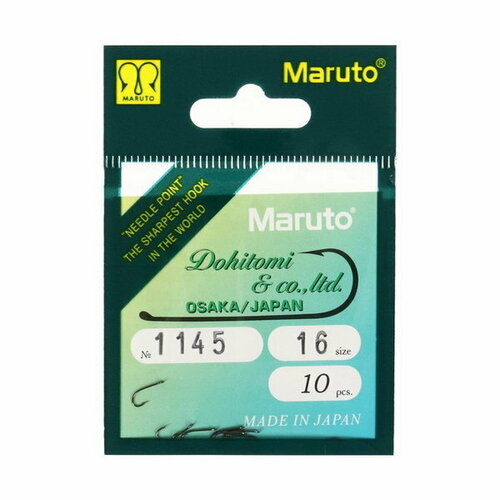 MARUTO
Maruto®
"NEEDLE POINT"
THE SHARPEST HOOK
IN THE WORLD
Maruto®
Dohitomi
& co.,ltd.
OSAKA/JAPAN
№ 1145
16 size
10 pcs.
MADE IN JAPAN